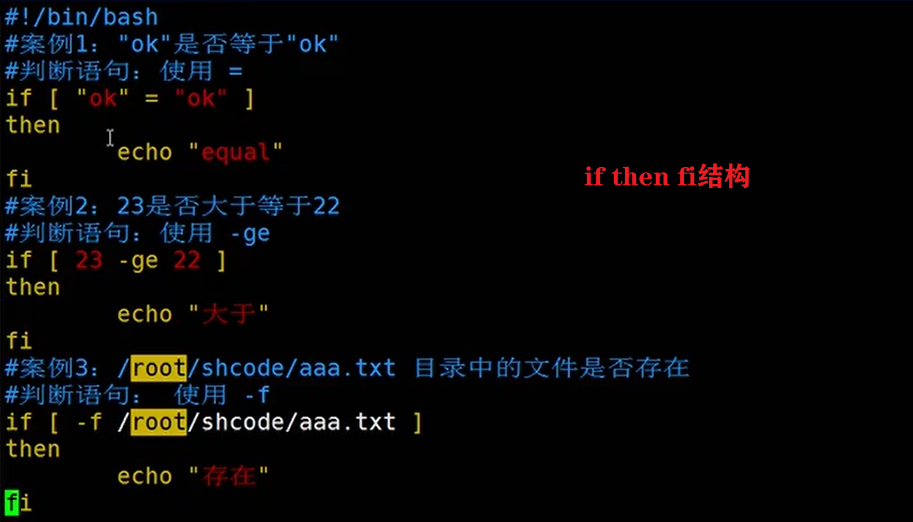 #!/bin/bash
#案例1："ok"是否等于"ok"
#判断语句：使用 =
if [ "ok" = "ok" ]
then
        echo "equal"
fi
if then fi结构
#案例2：23是否大于等于22
#判断语句：使用 -ge
if [ 23 -ge 22 ]
then
        echo "大于"
fi
#案例3：/root/shcode/aaa.txt 目录中的文件是否存在
#判断语句： 使用 -f
if [ -f /root/shcode/aaa.txt ]
then
        echo "存在"
fi